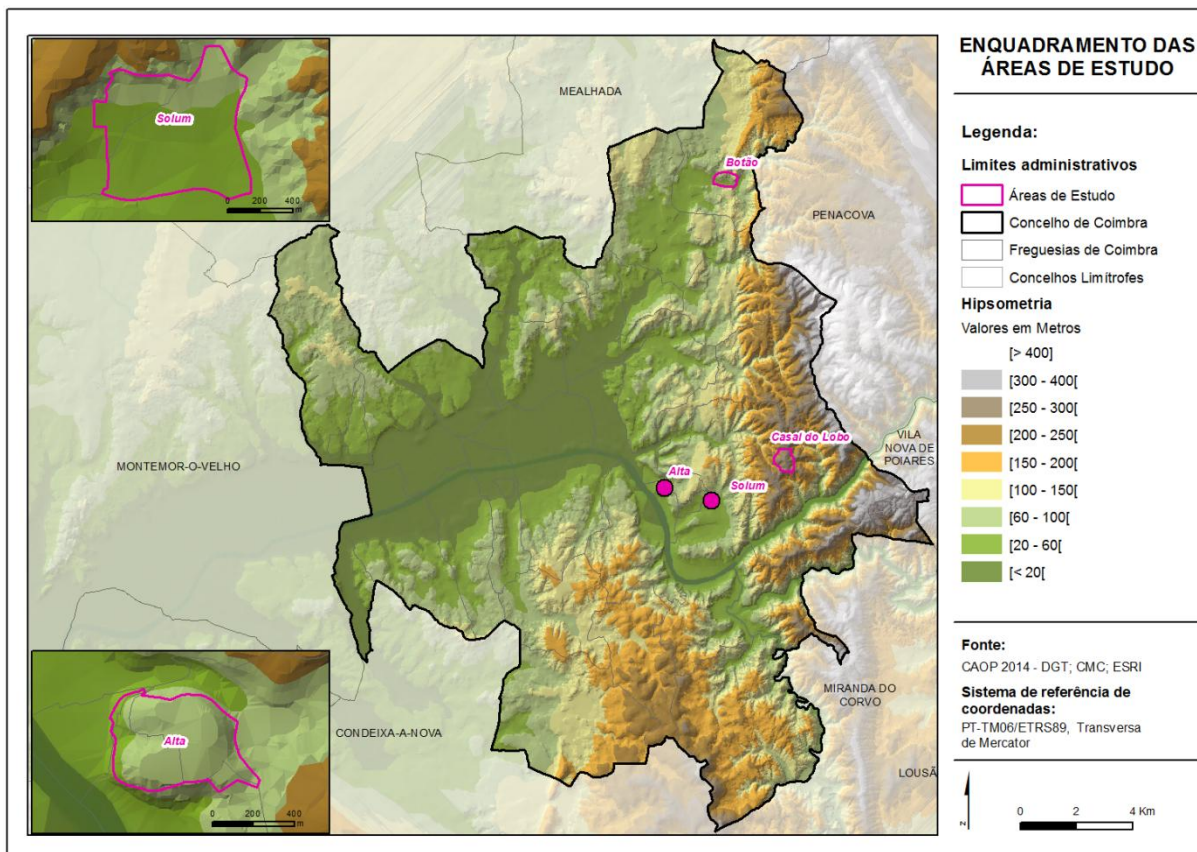 ENQUADRAMENTO DAS
ÁREAS DE ESTUDO
Legenda:
Limites administrativos
Áreas de Estudo
Concelho de Coimbra
Freguesias de Coimbra
Concelhos Limítrofes
Hipsometria
Valores em Metros
[> 400]
[300 - 400[
[250 - 300[
[200 - 250[
[150 - 200[
[100 - 150[
[60 - 100[
[20 - 60[
[< 20[
Fonte:
CAOP 2014 - DGT; CMC; ESRI
Sistema de referência de
coordenadas:
PT-TM06/ETRS89, Transversa
de Mercator
N
0 2 4 Km
Solum
0 200 400
m
MEALHADA
Botão
PENACOVA
Casal do Lobo
VILA
NOVA DE
POIARES
MONTEMOR-O-VELHO
Alta
Solum
MIRANDA DO
CORVO
CONDEIXA-A-NOVA
LOUSÃ
Alta
0 200 400
m